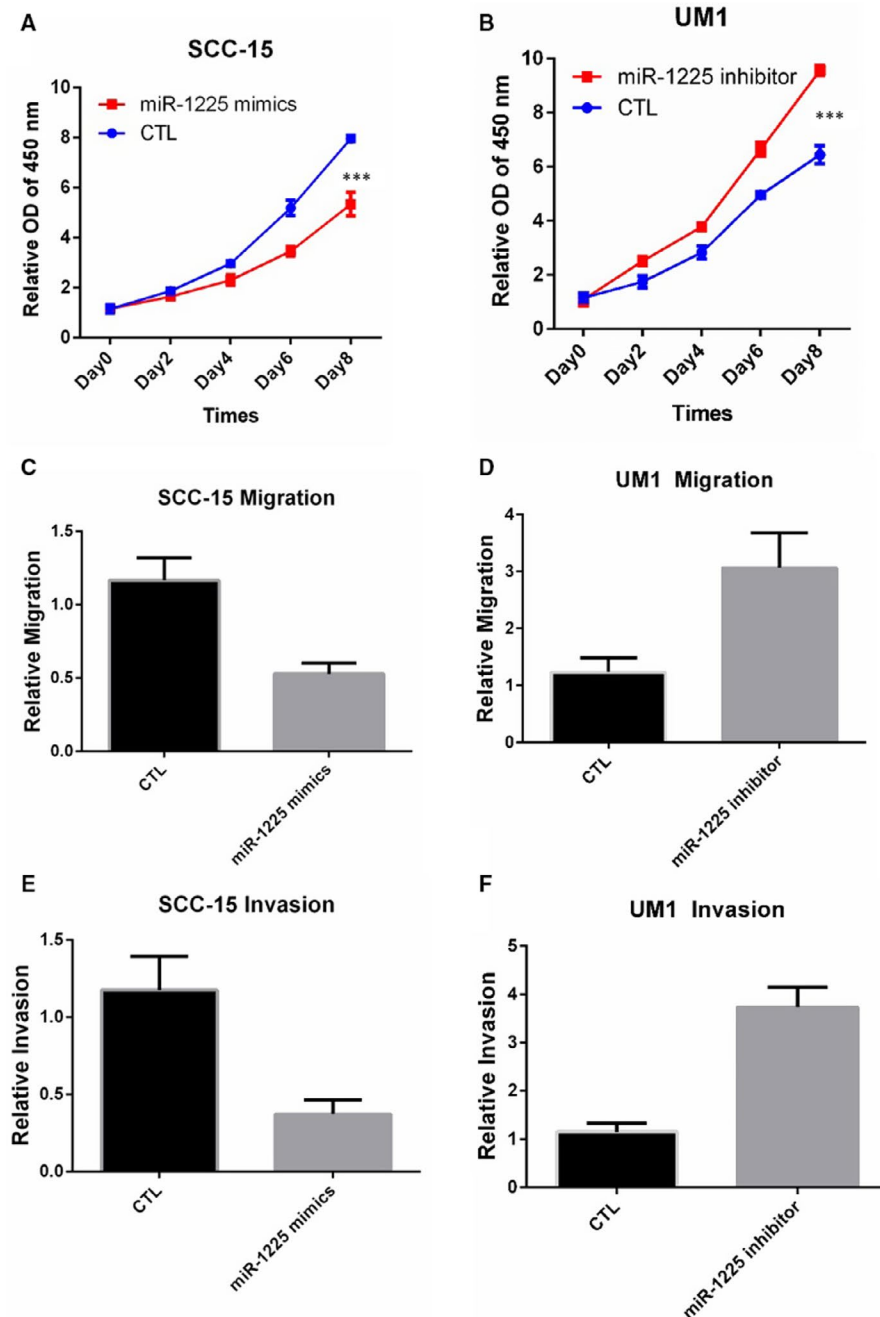 A
SCC-15
miR-1225 mimics
CTL
Relative OD of 450 nm
10
8
6
4
2
0
***
Day0
Day2
Day4
Day6
Day8
Times
B
UM1
miR-1225 inhibitor
CTL
Relative OD of 450 nm
10
8
6
4
2
0
***
Day0
Day2
Day4
Day6
Day8
Times
C
SCC-15 Migration
Relative Migration
1.5
1.0
0.5
0.0
CTL
miR-1225 mimics
D
UM1 Migration
Relative Migration
4
3
2
1
0
CTL
miR-1225 inhibitor
E
SCC-15 Invasion
Relative Invasion
1.5
1.0
0.5
0.0
CTL
miR-1225 mimics
F
UM1 Invasion
Relative Invasion
5
4
3
2
1
0
CTL
miR-1225 inhibitor